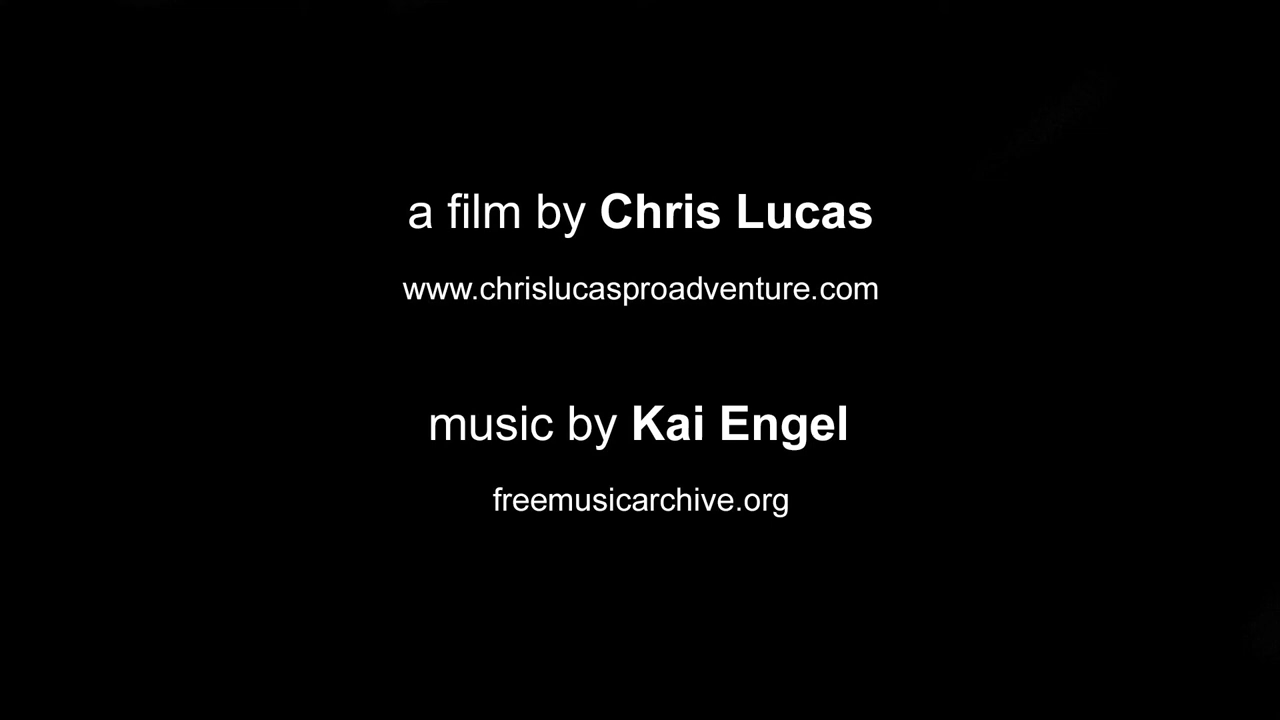 a film by Chris Lucas
www.chrislucasproadventure.com
music by Kai Engel
freemusicarchive.org